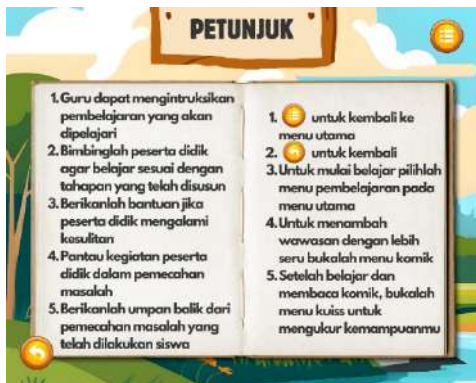 PETUNJUK
1. Guru dapat mengintruksikan
pembelajaran yang akan
dipelajari
2. Bimbinglah peserta didik
agar belajar sesuai dengan
tahapan yang telah disusun
3. Berikanlah bantuan jika
peserta didik mengalami
kesulitan
4. Pantau kegiatan peserta
didik dalam pemecahan
masalah
5. Berikanlah umpan balik dari
pemecahan masalah yang
telah dilakukan siswa
1. untuk kembali ke
menu utama
2. untuk kembali
3. Untuk mulai belajar pilihlah
menu pembelajaran pada
menu utama
4. Untuk menambah
wawasan dengan lebih
seru bukalah menu komik
5. Setelah belajar dan
membaca komik, bukalah
menu kuiss untuk
mengukur kemampuanmu